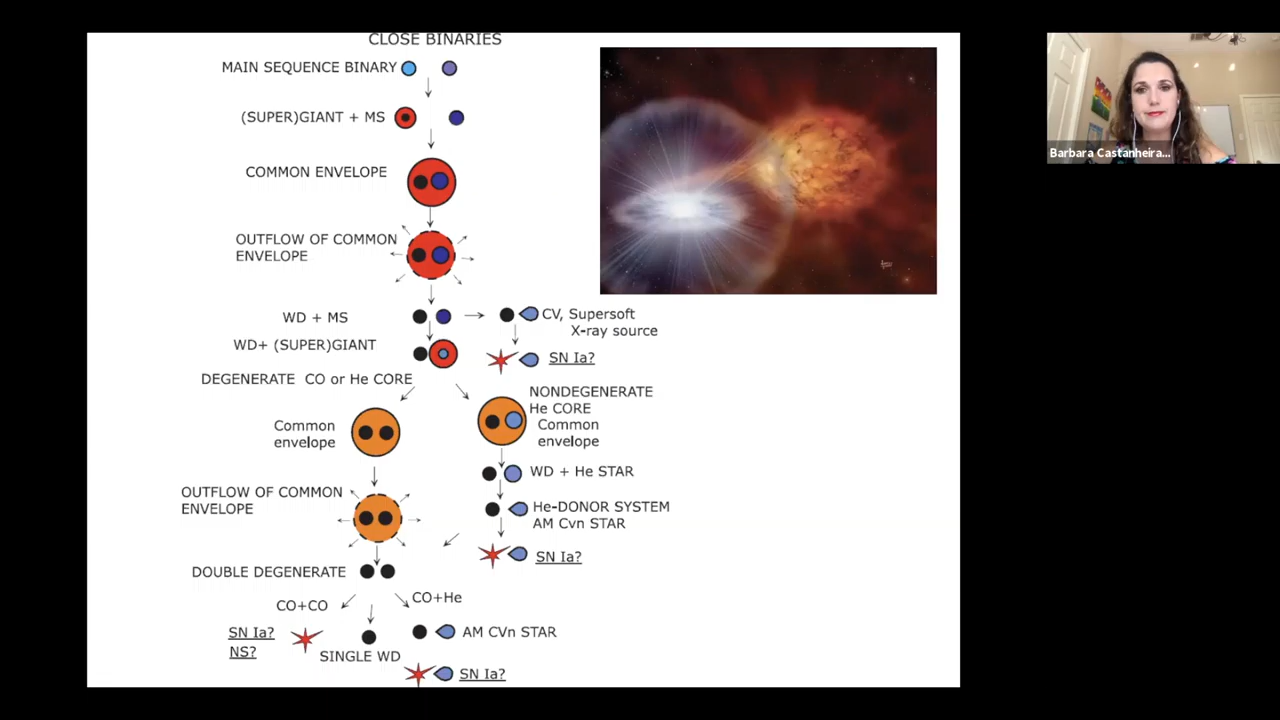 CLOSE BINARIES
MAIN SEQUENCE BINARY
(SUPER)GIANT + MS
COMMON ENVELOPE
OUTFLOW OF COMMON
ENVELOPE
WD + MS
CV, Supersoft
X-ray source
WD+ (SUPER)GIANT
SN Ia?
DEGENERATE CO or He CORE
NONDEGENERATE
He CORE
Common
envelope
Common
envelope
WD + He STAR
OUTFLOW OF COMMON
ENVELOPE
He-DONOR SYSTEM
AM Cvn STAR
SN Ia?
DOUBLE DEGENERATE
CO+CO
CO+He
SN Ia?
NS?
SINGLE WD
AM CVn STAR
SN Ia?
Barbara Castanheira...